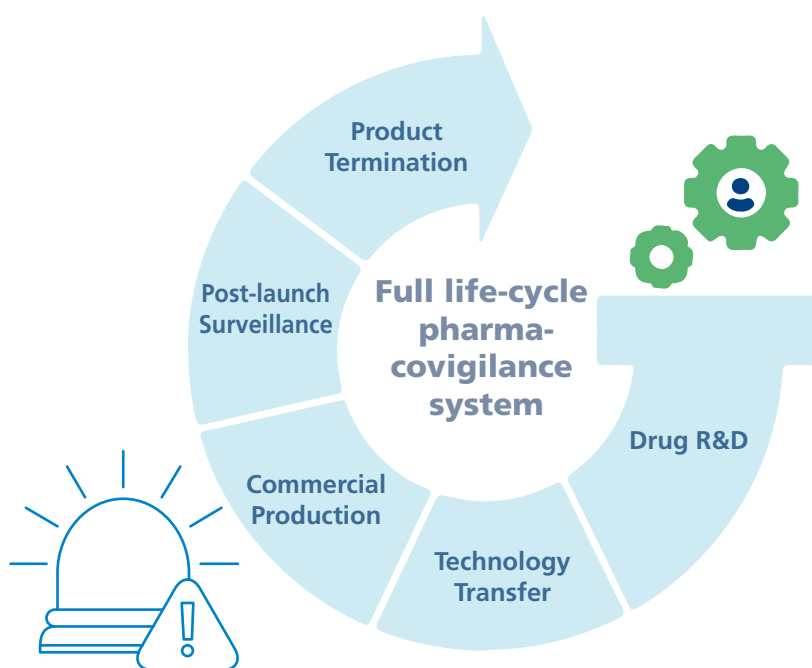 Product
Termination
Post-launch
Surveillance
Full life-cycle
pharma-
covigilance
system
Drug R&D
Commercial
Production
Technology
Transfer